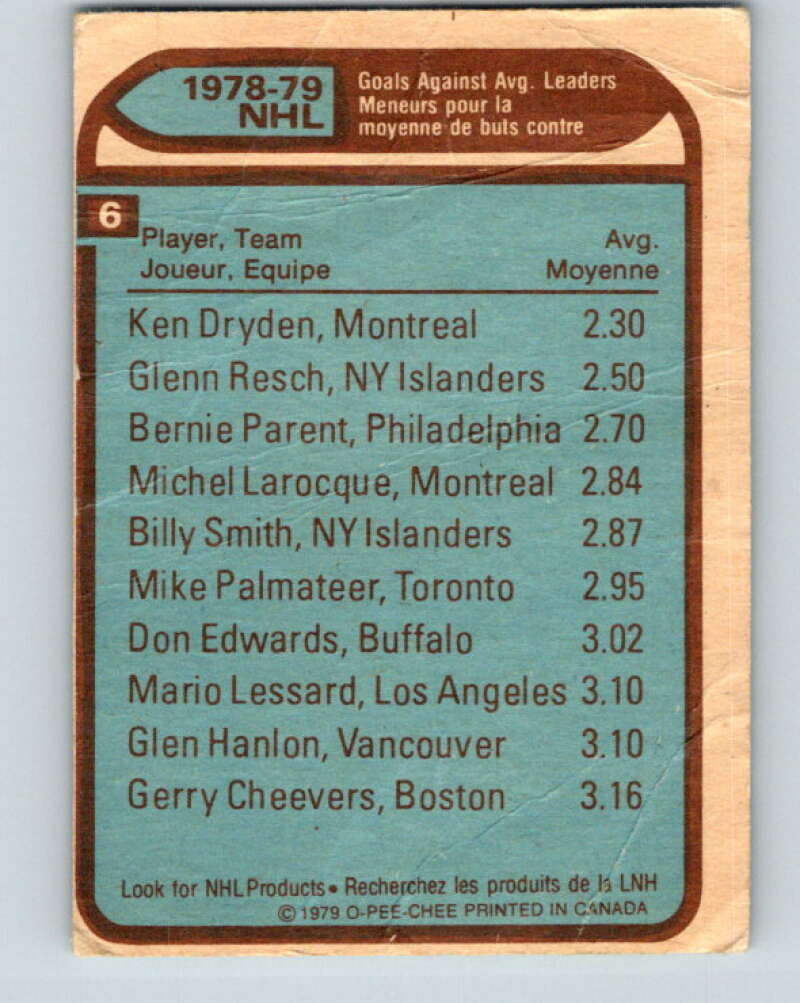 1978-79
NHL
Goals Against Avg. Leaders
Meneurs pour la
moyenne de buts contre
6
Player, Team Avg.
Joueur, Equipe Moyenne
Ken Dryden, Montreal 2.30
Glenn Resch, NY Islanders 2.50
Bernie Parent, Philadelphia 2.70
Michel Larocque, Montreal 2.84
Billy Smith, NY Islanders 2.87
Mike Palmateer, Toronto 2.95
Don Edwards, Buffalo 3.02
Mario Lessard, Los Angeles 3.10
Glen Hanlon, Vancouver 3.10
Gerry Cheevers, Boston 3.16
Look for NHL Products • Recherchez les produits de la LNH
© 1979 O-PEE-CHEE PRINTED IN CANADA